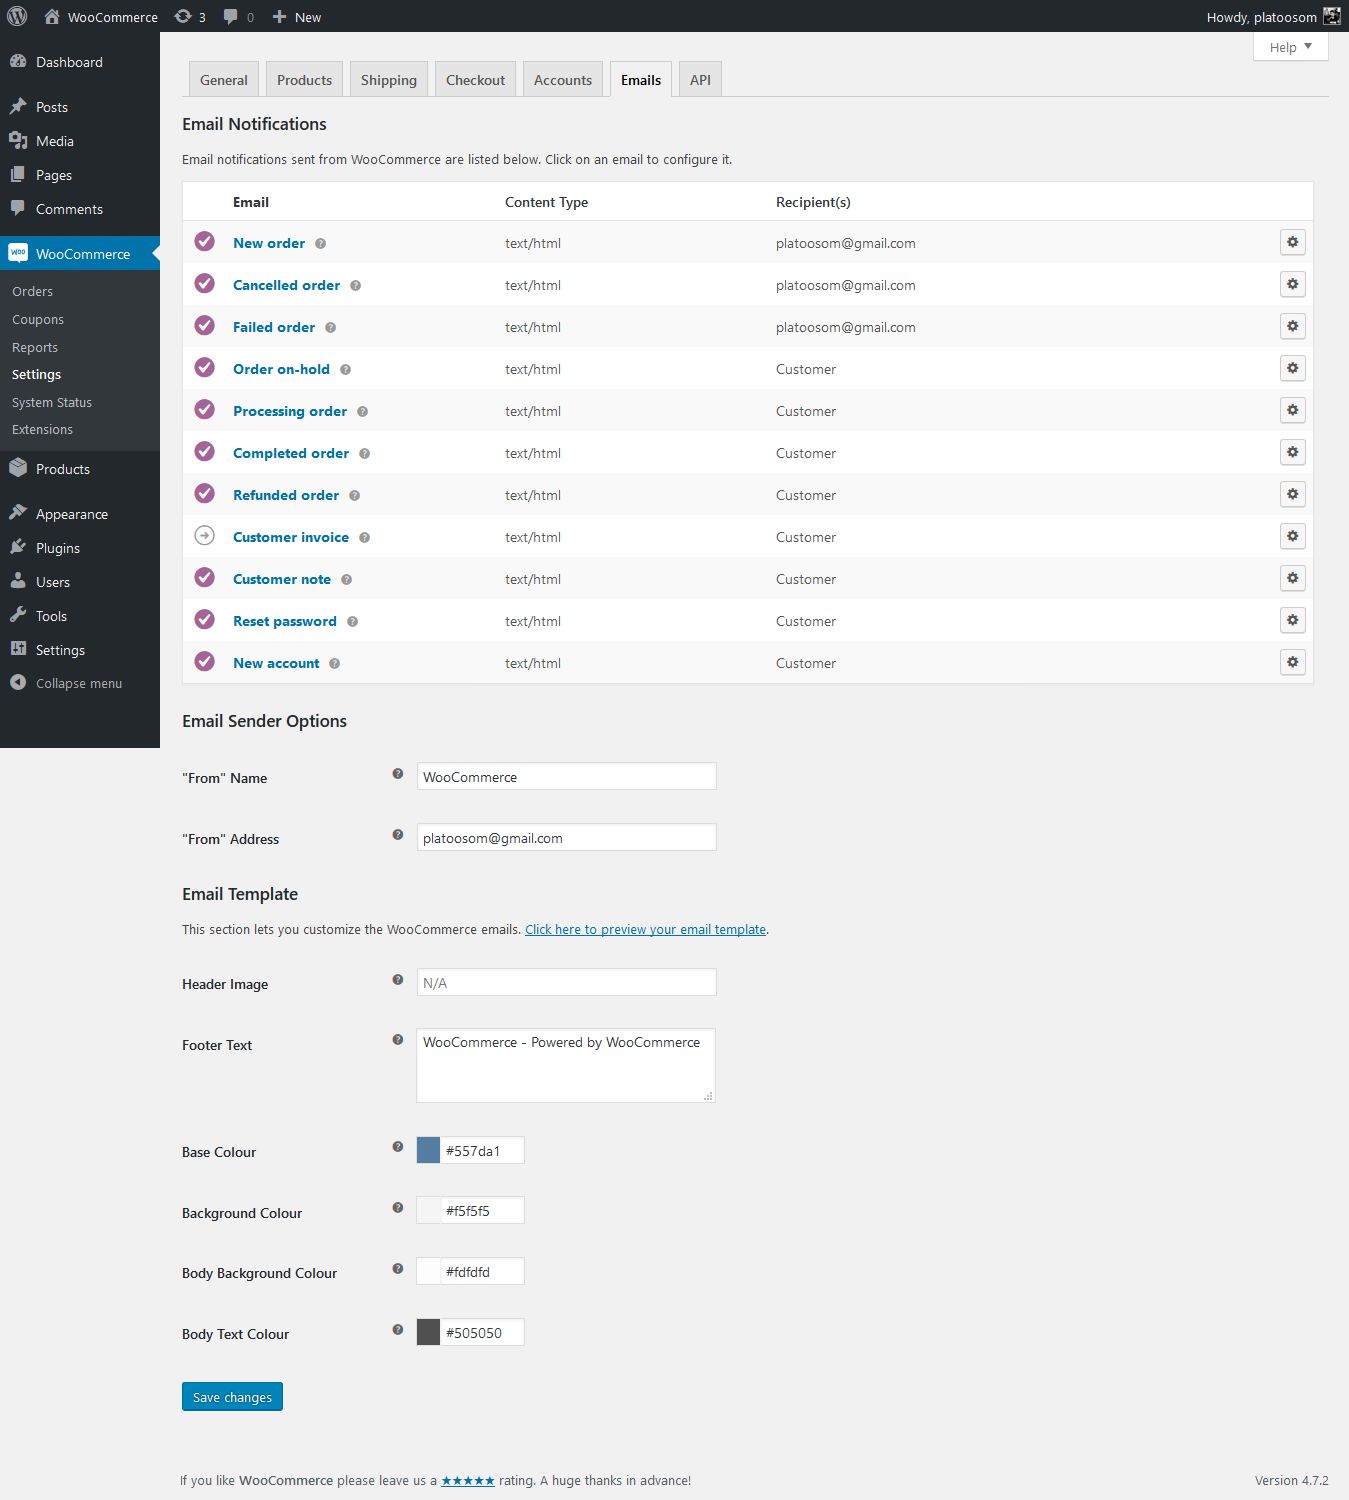 WooCommerce 3 0 New Howdy, platoosom
Help
Dashboard
Posts
Media
Pages
Comments
Woo WooCommerce
Orders
Coupons
Reports
Settings
System Status
Extensions
Products
Appearance
Plugins
Users
Tools
Settings
Collapse menu
General Products Shipping Checkout Accounts Emails API
Email Notifications
Email notifications sent from WooCommerce are listed below. Click on an email to configure it.
Email Content Type Recipient(s)
New order ? text/html platoosom@gmail.com
Cancelled order ? text/html platoosom@gmail.com
Failed order ? text/html platoosom@gmail.com
Order on-hold ? text/html Customer
Processing order ? text/html Customer
Completed order ? text/html Customer
Refunded order ? text/html Customer
Customer invoice ? text/html Customer
Customer note ? text/html Customer
Reset password ? text/html Customer
New account ? text/html Customer
Email Sender Options
"From" Name ? WooCommerce
"From" Address ? platoosom@gmail.com
Email Template
This section lets you customize the WooCommerce emails. Click here to preview your email template.
Header Image ? N/A
Footer Text ? WooCommerce - Powered by WooCommerce
Base Colour ? #557da1
Background Colour ? #f5f5f5
Body Background Colour ? #fdfdfd
Body Text Colour ? #505050
Save changes
If you like WooCommerce please leave us a ★★★★★ rating. A huge thanks in advance! Version 4.7.2